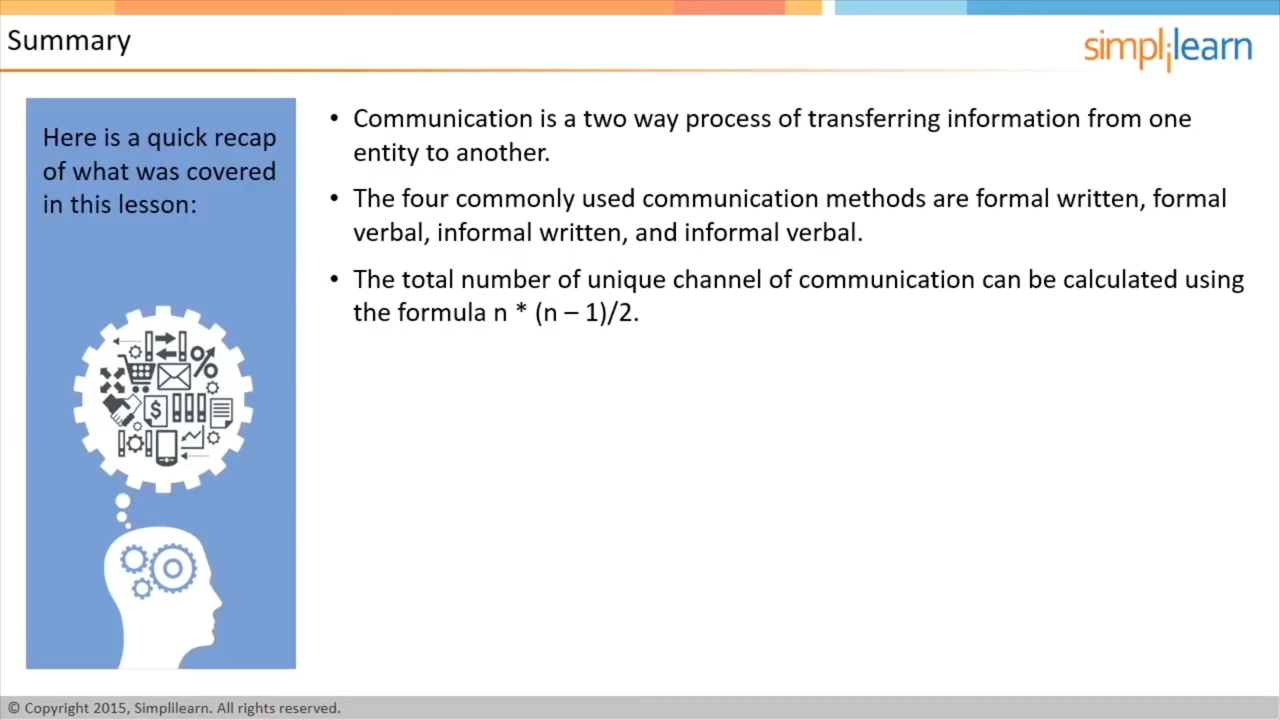 Summary
simplilearn
Here is a quick recap
of what was covered
in this lesson:
• Communication is a two way process of transferring information from one
entity to another.
• The four commonly used communication methods are formal written, formal
verbal, informal written, and informal verbal.
• The total number of unique channel of communication can be calculated using
the formula n * (n – 1)/2.
© Copyright 2015, Simplilearn. All rights reserved.